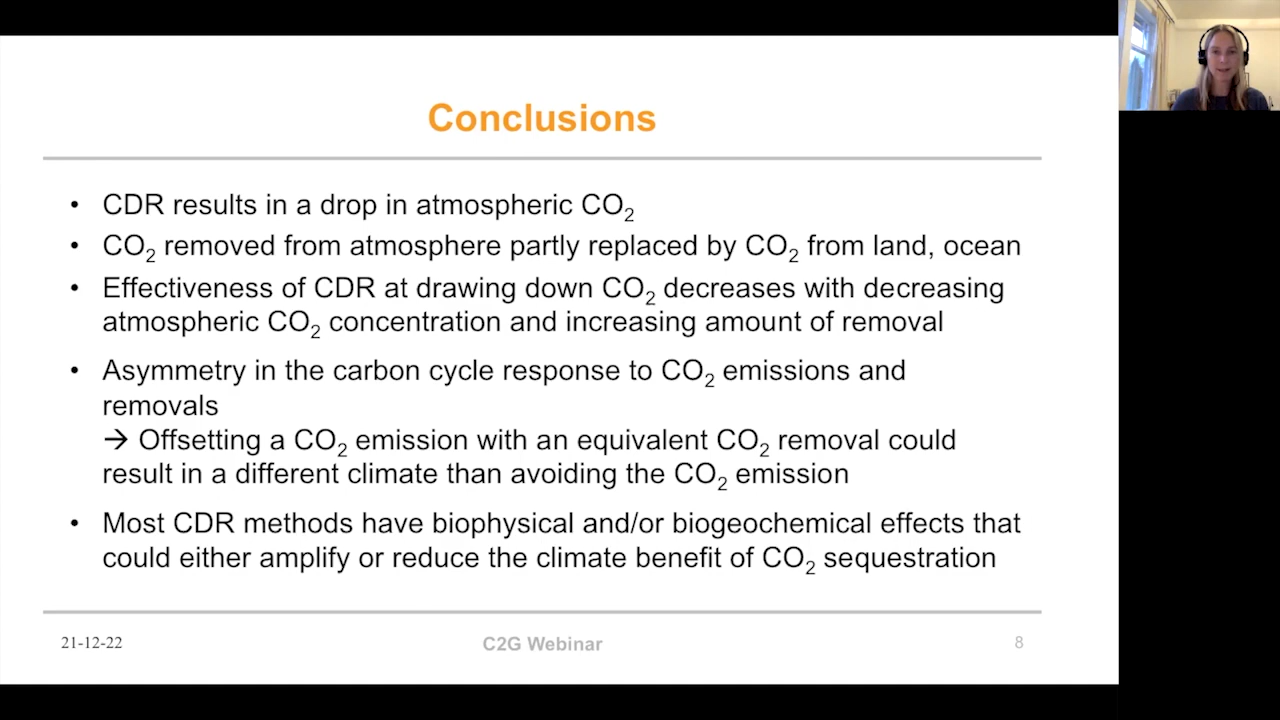 Conclusions
• CDR results in a drop in atmospheric CO₂
• CO₂ removed from atmosphere partly replaced by CO₂ from land, ocean
• Effectiveness of CDR at drawing down CO₂ decreases with decreasing
atmospheric CO₂ concentration and increasing amount of removal
• Asymmetry in the carbon cycle response to CO₂ emissions and
removals
→ Offsetting a CO₂ emission with an equivalent CO₂ removal could
result in a different climate than avoiding the CO₂ emission
• Most CDR methods have biophysical and/or biogeochemical effects that
could either amplify or reduce the climate benefit of CO₂ sequestration
21-12-22
C2G Webinar
8